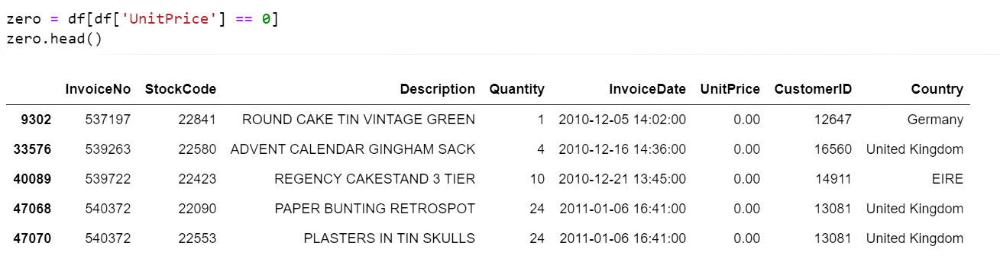 zero = df[df['UnitPrice'] == 0]
zero.head()
InvoiceNo StockCode Description Quantity InvoiceDate UnitPrice CustomerID Country
9302 537197 22841 ROUND CAKE TIN VINTAGE GREEN 1 2010-12-05 14:02:00 0.00 12647 Germany
33576 539263 22580 ADVENT CALENDAR GINGHAM SACK 4 2010-12-16 14:36:00 0.00 16560 United Kingdom
40089 539722 22423 REGENCY CAKESTAND 3 TIER 10 2010-12-21 13:45:00 0.00 14911 EIRE
47068 540372 22090 PAPER BUNTING RETROSPOT 24 2011-01-06 16:41:00 0.00 13081 United Kingdom
47070 540372 22553 PLASTERS IN TIN SKULLS 24 2011-01-06 16:41:00 0.00 13081 United Kingdom